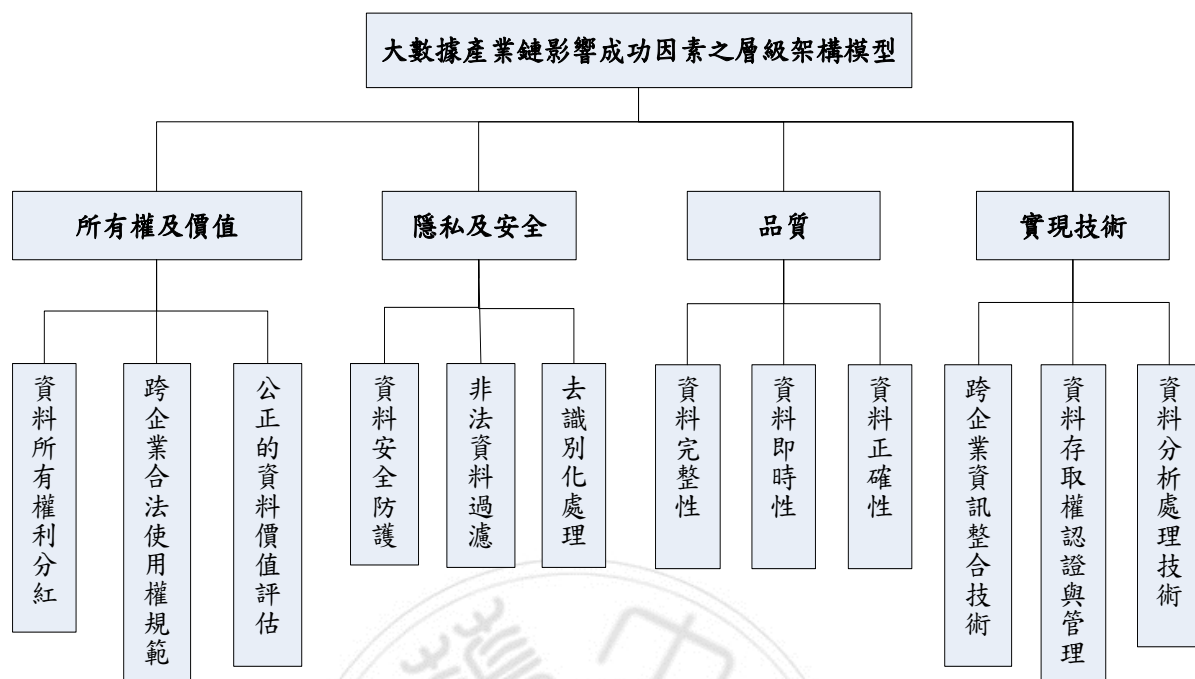 大數據產業鏈影響成功因素之層級架構模型
所有權及價值
隱私及安全
品質
實現技術
資料所有權利分紅
跨企業合法使用權規範
公正的資料價值評估
資料安全防護
非法資料過濾
去識別化處理
資料完整性
資料即時性
資料正確性
跨企業資訊整合技術
資料存取權認證與管理
資料分析處理技術